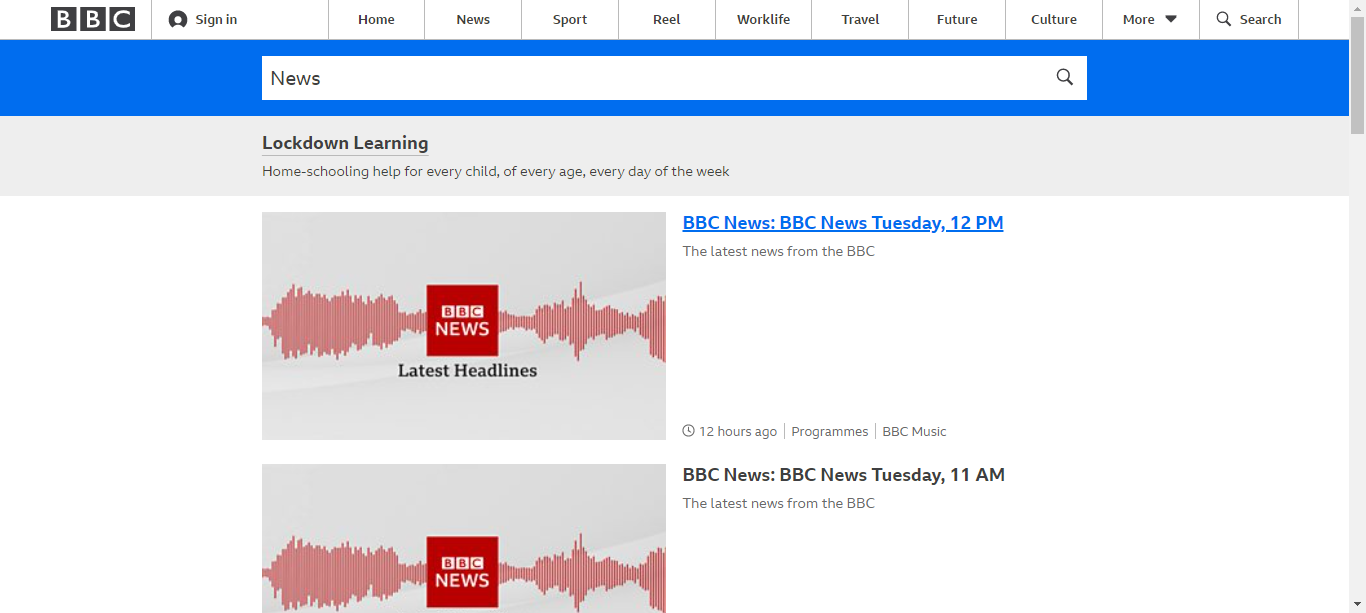 BBC
Sign in
Home
News
Sport
Reel
Worklife
Travel
Future
Culture
More
Search
News
Lockdown Learning
Home-schooling help for every child, of every age, every day of the week
BBC
NEWS
Latest Headlines
BBC News: BBC News Tuesday, 12 PM
The latest news from the BBC
12 hours ago
Programmes
BBC Music
BBC
NEWS
BBC News: BBC News Tuesday, 11 AM
The latest news from the BBC